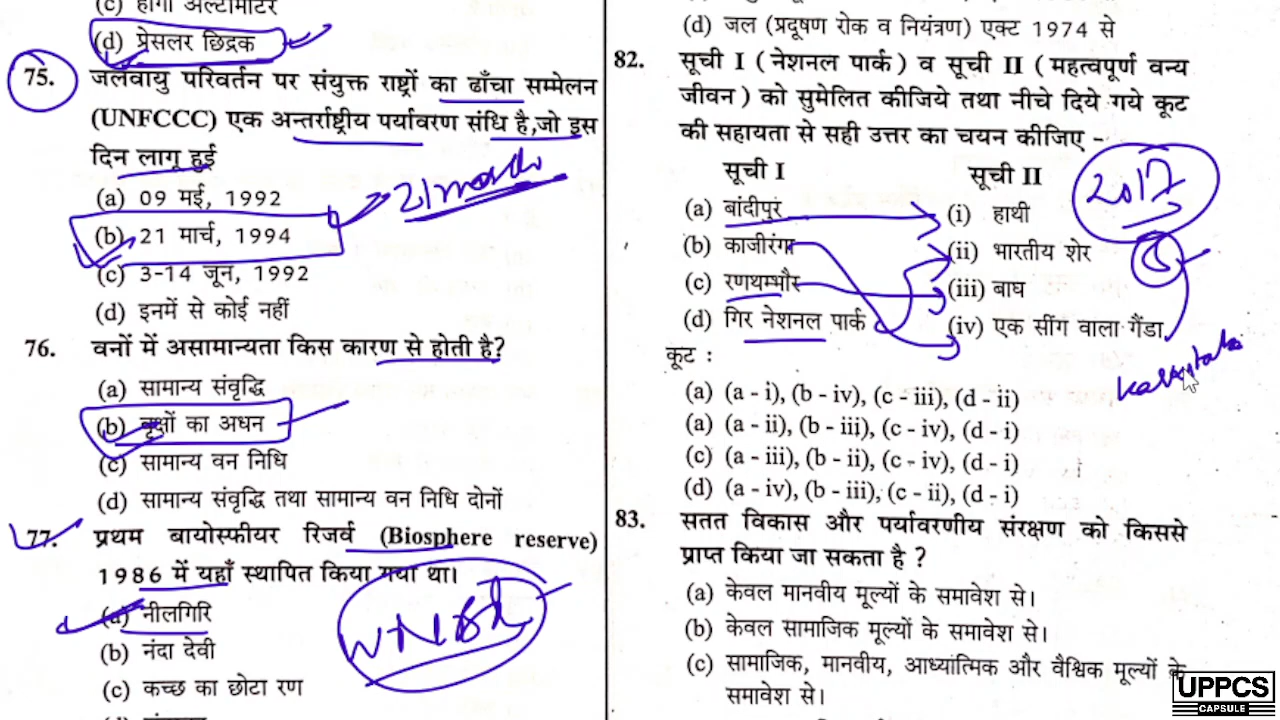 (c) होगा अल्टीमीटर
(d) प्रेसलर छिद्रक
75. जलवायु परिवर्तन पर संयुक्त राष्ट्रों का ढाँचा सम्मेलन
(UNFCCC) एक अन्तर्राष्ट्रीय पर्यावरण संधि है,जो इस
दिन लागू हुई
(a) 09 मई, 1992
(b) 21 मार्च, 1994
21 march
(c) 3-14 जून, 1992
(d) इनमें से कोई नहीं
76. वनों में असामान्यता किस कारण से होती है?
(a) सामान्य संवृद्धि
(b) वृक्षों का अधन
(c) सामान्य वन निधि
(d) सामान्य संवृद्धि तथा सामान्य वन निधि दोनों
77. प्रथम बायोस्फीयर रिजर्व (Biosphere reserve)
1986 में यहाँ स्थापित किया गया था।
(a) नीलगिरि
(b) नंदा देवी
(c) कच्छ का छोटा रण
(d) जल (प्रदूषण रोक व नियंत्रण) एक्ट 1974 से
82. सूची I ( नेशनल पार्क ) व सूची II ( महत्वपूर्ण वन्य
जीवन ) को सुमेलित कीजिये तथा नीचे दिये गये कूट
की सहायता से सही उत्तर का चयन कीजिए -
सूची I सूची II
2017
(a) बांदीपुर (i) हाथी
(b) काजीरंगा (ii) भारतीय शेर
(c) रणथम्भौर (iii) बाघ
(d) गिर नेशनल पार्क (iv) एक सींग वाला गैंडा
Karnataka
कूट :
(a) (a - i), (b - iv), (c - iii), (d - ii)
(a) (a - ii), (b - iii), (c - iv), (d - i)
(c) (a - iii), (b - ii), (c - iv), (d - i)
(d) (a - iv), (b - iii), (c - ii), (d - i)
83. सतत विकास और पर्यावरणीय संरक्षण को किससे
प्राप्त किया जा सकता है ?
(a) केवल मानवीय मूल्यों के समावेश से।
(b) केवल सामाजिक मूल्यों के समावेश से।
(c) सामाजिक, मानवीय, आध्यात्मिक और वैश्विक मूल्यों के
समावेश से।
UPPCS
CAPSULE